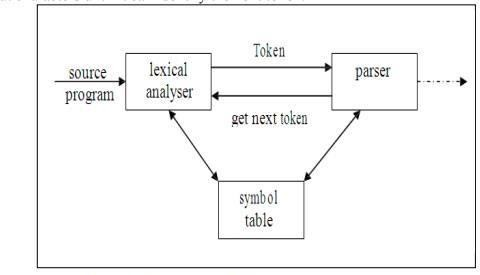 Token
source
program
lexical
analyser
parser
get next token
symbol
table